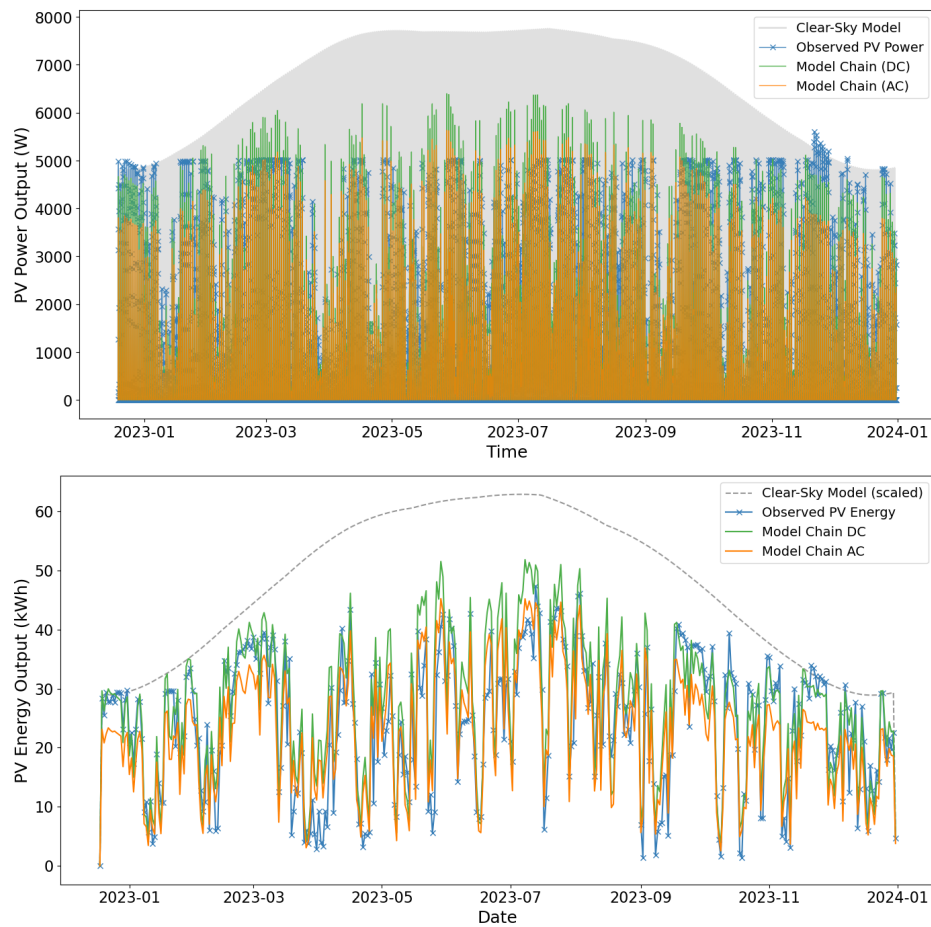 8000
7000
6000
5000
4000
3000
2000
1000
0
PV Power Output (W)
Clear-Sky Model
Observed PV Power
Model Chain (DC)
Model Chain (AC)
2023-01 2023-03 2023-05 2023-07 2023-09 2023-11 2024-01
Time
60
50
40
30
20
10
0
PV Energy Output (kWh)
Clear-Sky Model (scaled)
Observed PV Energy
Model Chain DC
Model Chain AC
2023-01 2023-03 2023-05 2023-07 2023-09 2023-11 2024-01
Date